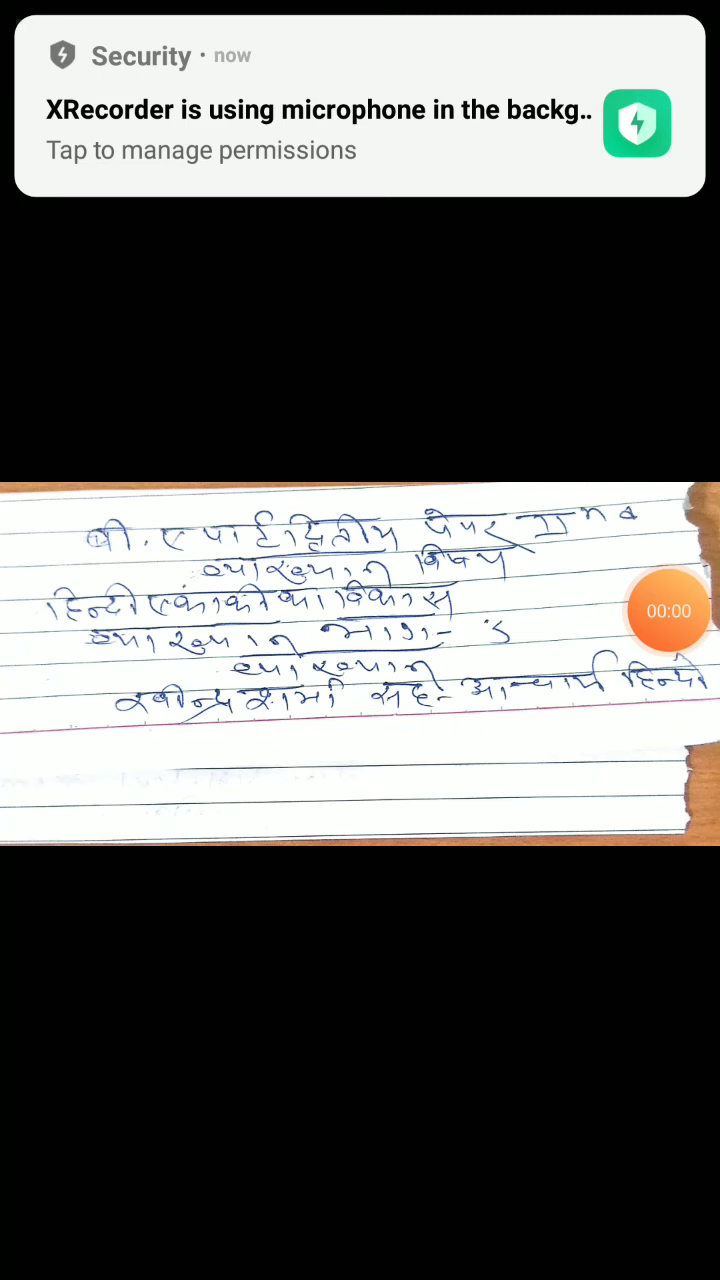 Security · now
XRecorder is using microphone in the backg..
Tap to manage permissions
बी. ए पार्ट द्वितीय पेपर II nd
व्याख्यान विषय
हिन्दी एकांकी का विकास
00:00
व्याख्यान भाग- 5
व्याख्यान
रवीन्द्र शर्मा सह- आचार्य हिन्दी